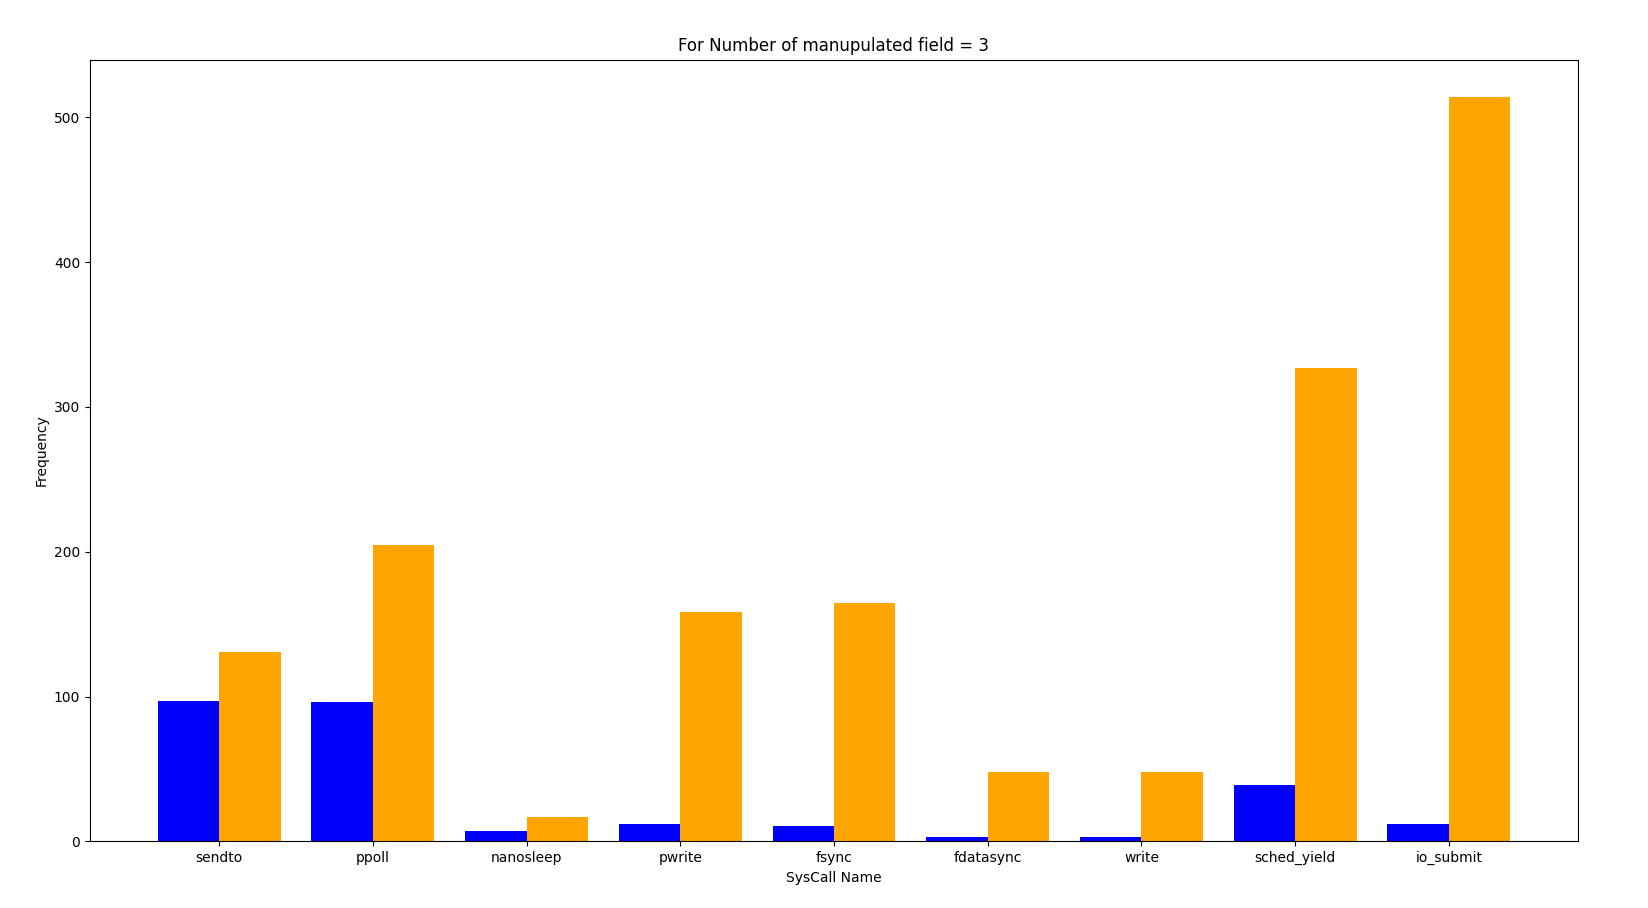 For Number of manupulated field = 3
Frequency
500
400
300
200
100
0
sendto ppoll nanosleep pwrite fsync fdatasync write sched_yield io_submit
SysCall Name